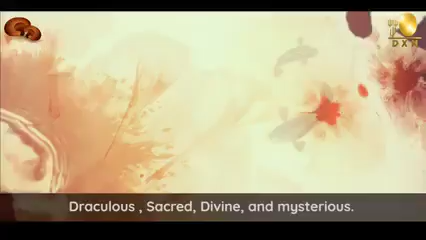 DXN
Draculous , Sacred, Divine, and mysterious.